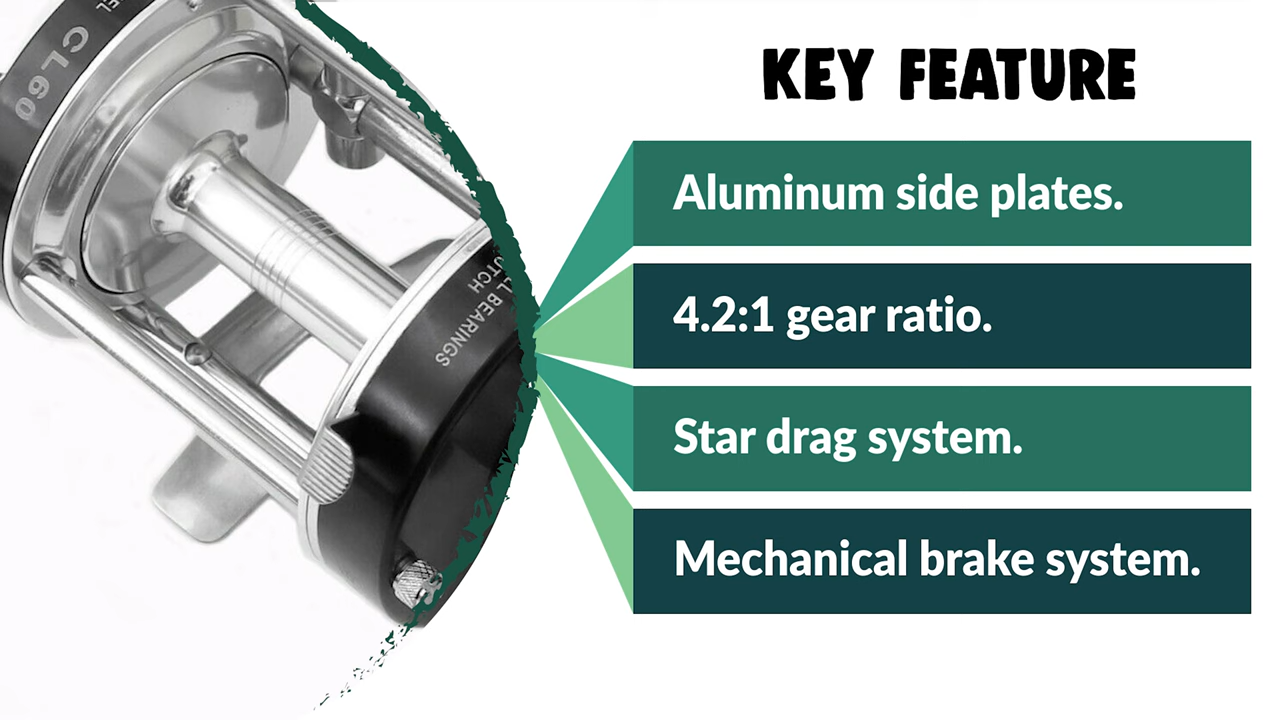 CL60
BEARINGS
KEY FEATURE
Aluminum side plates.
4.2:1 gear ratio.
Star drag system.
Mechanical brake system.